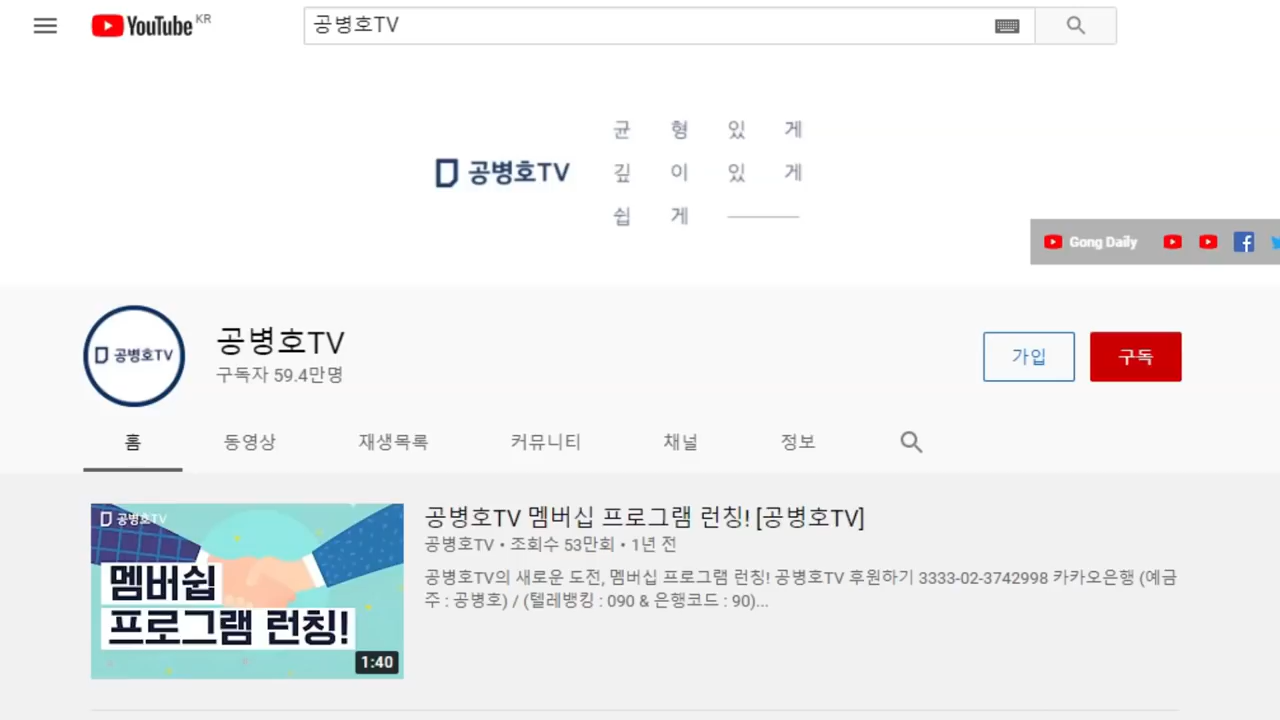 YouTube KR
공병호TV
공병호TV
균 형 있 게
깊 이 있 게
쉽 게
Gong Daily
공병호TV
공병호TV
구독자 59.4만명
가입
구독
홈 동영상 재생목록 커뮤니티 채널 정보
공병호TV
멤버쉽
프로그램 런칭!
1:40
공병호TV 멤버십 프로그램 런칭! [공병호TV]
공병호TV • 조회수 53만회 • 1년 전
공병호TV의 새로운 도전, 멤버십 프로그램 런칭! 공병호TV 후원하기 3333-02-3742998 카카오은행 (예금
주 : 공병호) / (텔레뱅킹 : 090 & 은행코드 : 90)...